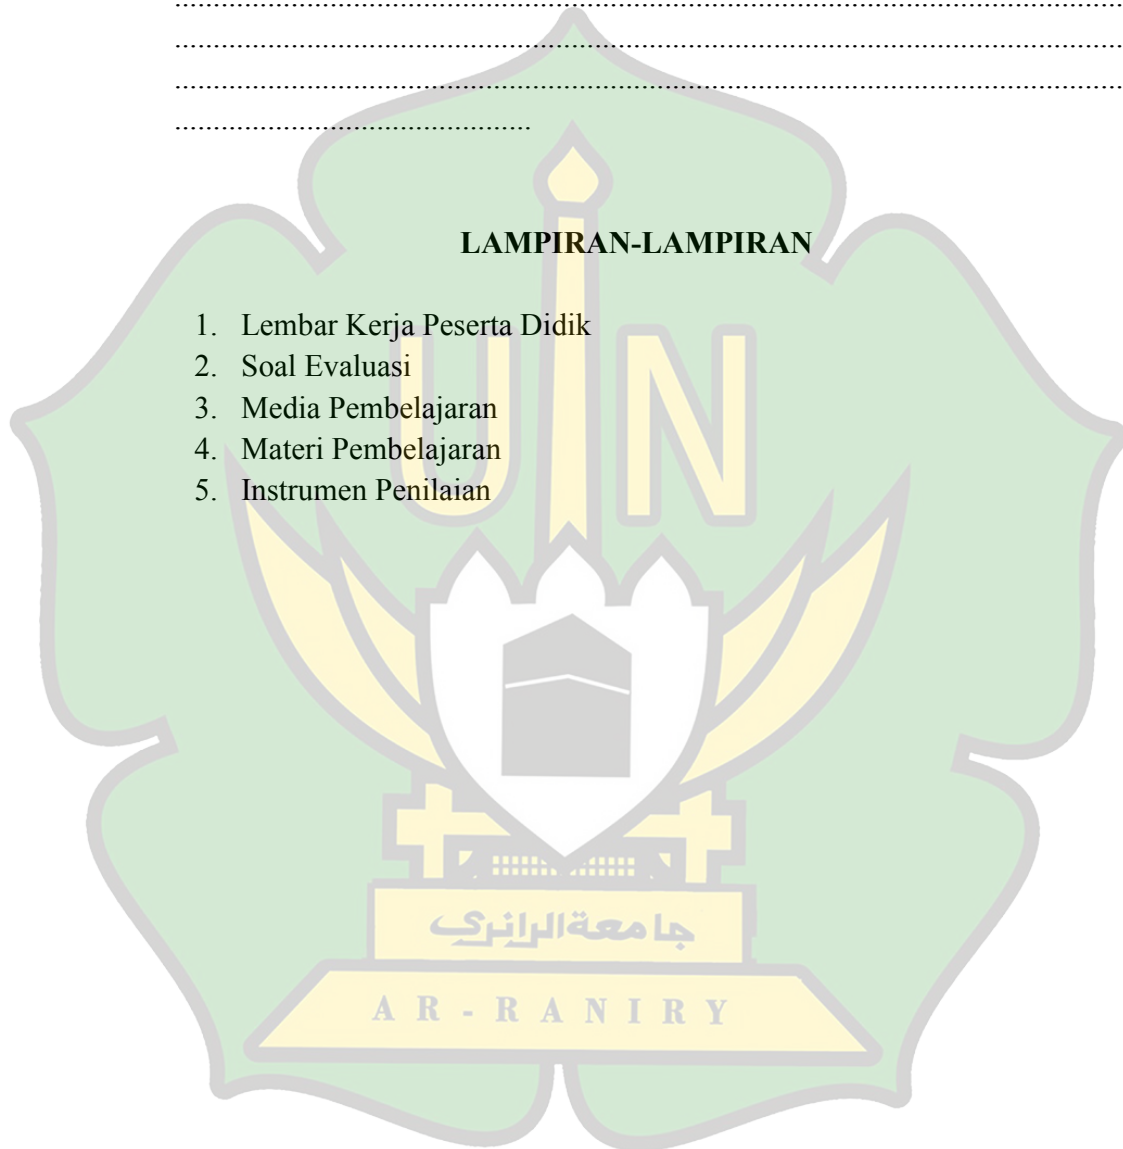 ........................................................................................................................
........................................................................................................................
........................................................................................................................
..............................................
LAMPIRAN-LAMPIRAN
1. Lembar Kerja Peserta Didik
2. Soal Evaluasi
3. Media Pembelajaran
4. Materi Pembelajaran
5. Instrumen Penilaian
UIN
جامعة الرانري
AR-RANIRY